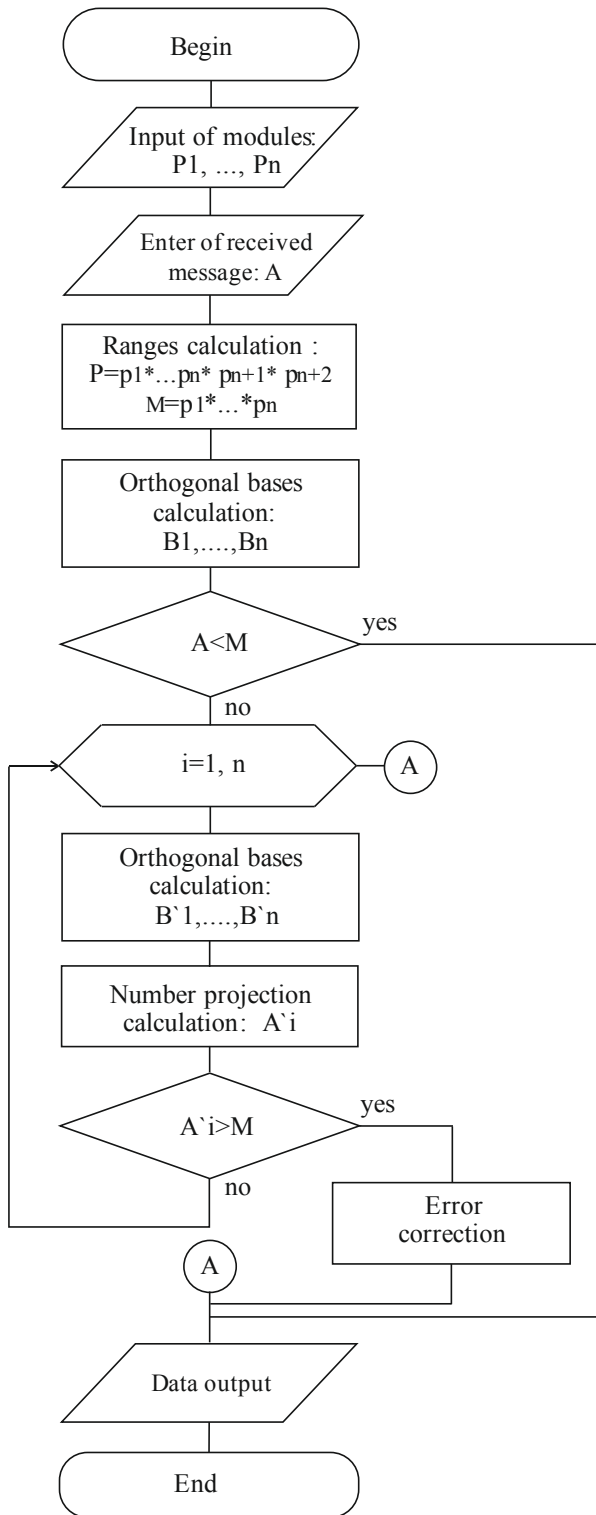 Begin
Input of modules:
P1, ..., Pn
Enter of received
message: A
Ranges calculation :
P=p1*...pn* pn+1* pn+2
M=p1*...*pn
Orthogonal bases
calculation:
B1,....,Bn
A<M
yes
no
i=1, n
A
Orthogonal bases
calculation:
B`1,....,B`n
Number projection
calculation: A`i
A`i>M
yes
no
Error
correction
A
Data output
End